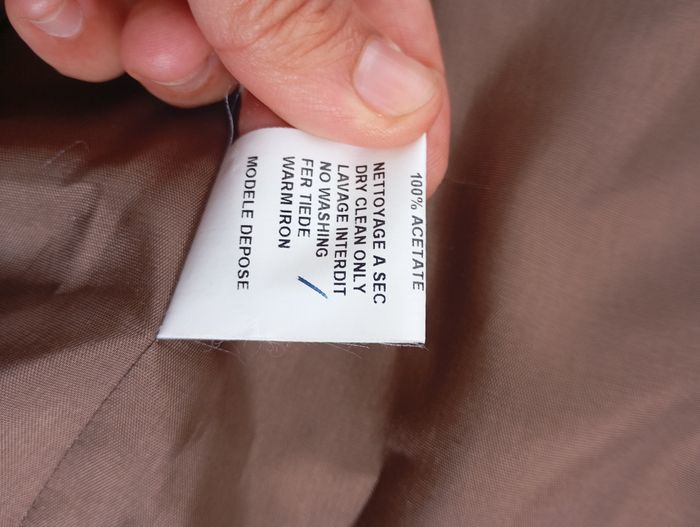 100% ACETATE
NETTOYAGE A SEC
DRY CLEAN ONLY
LAVAGE INTERDIT
NO WASHING
FER TIEDE
WARM IRON
MODELE DEPOSE